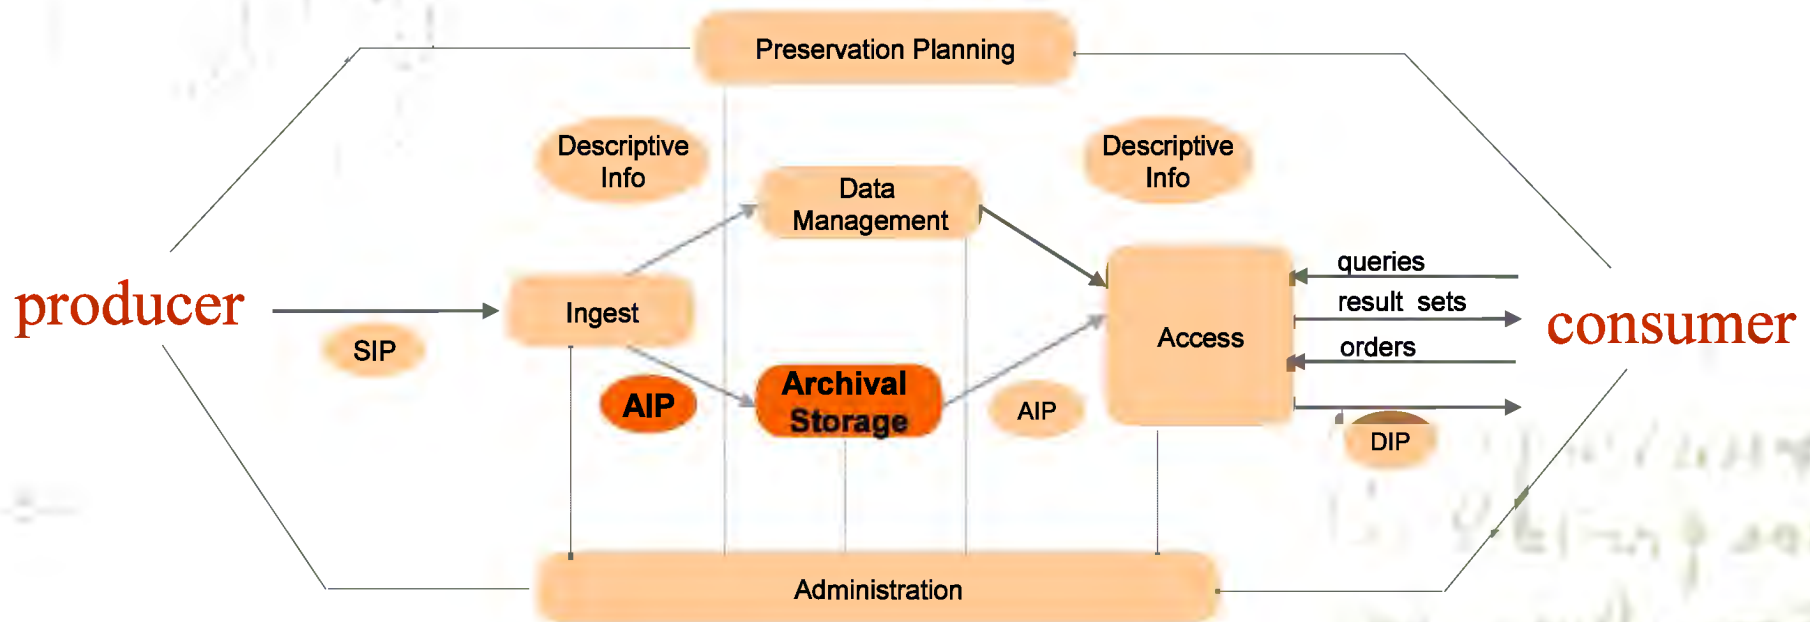 Preservation Planning
Descriptive
Info
Descriptive
Info
Data
Management
producer
SIP
Ingest
AIP
Archival
Storage
AIP
Access
queries
result sets
orders
DIP
consumer
Administration